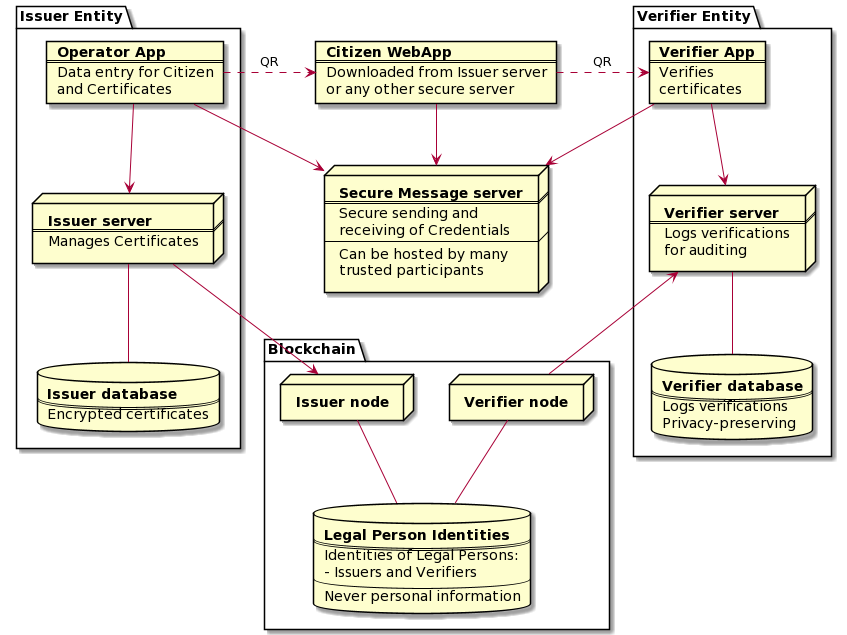 Issuer Entity
Verifier Entity
Operator App
Data entry for Citizen
and Certificates
QR
Citizen WebApp
Downloaded from Issuer server
or any other secure server
QR
Verifier App
Verifies
certificates
Issuer server
Manages Certificates
Secure Message server
Secure sending and
receiving of Credentials
Can be hosted by many
trusted participants
Verifier server
Logs verifications
for auditing
Blockchain
Issuer node
Verifier node
Issuer database
Encrypted certificates
Verifier database
Logs verifications
Privacy-preserving
Legal Person Identities
Identities of Legal Persons:
- Issuers and Verifiers
Never personal information